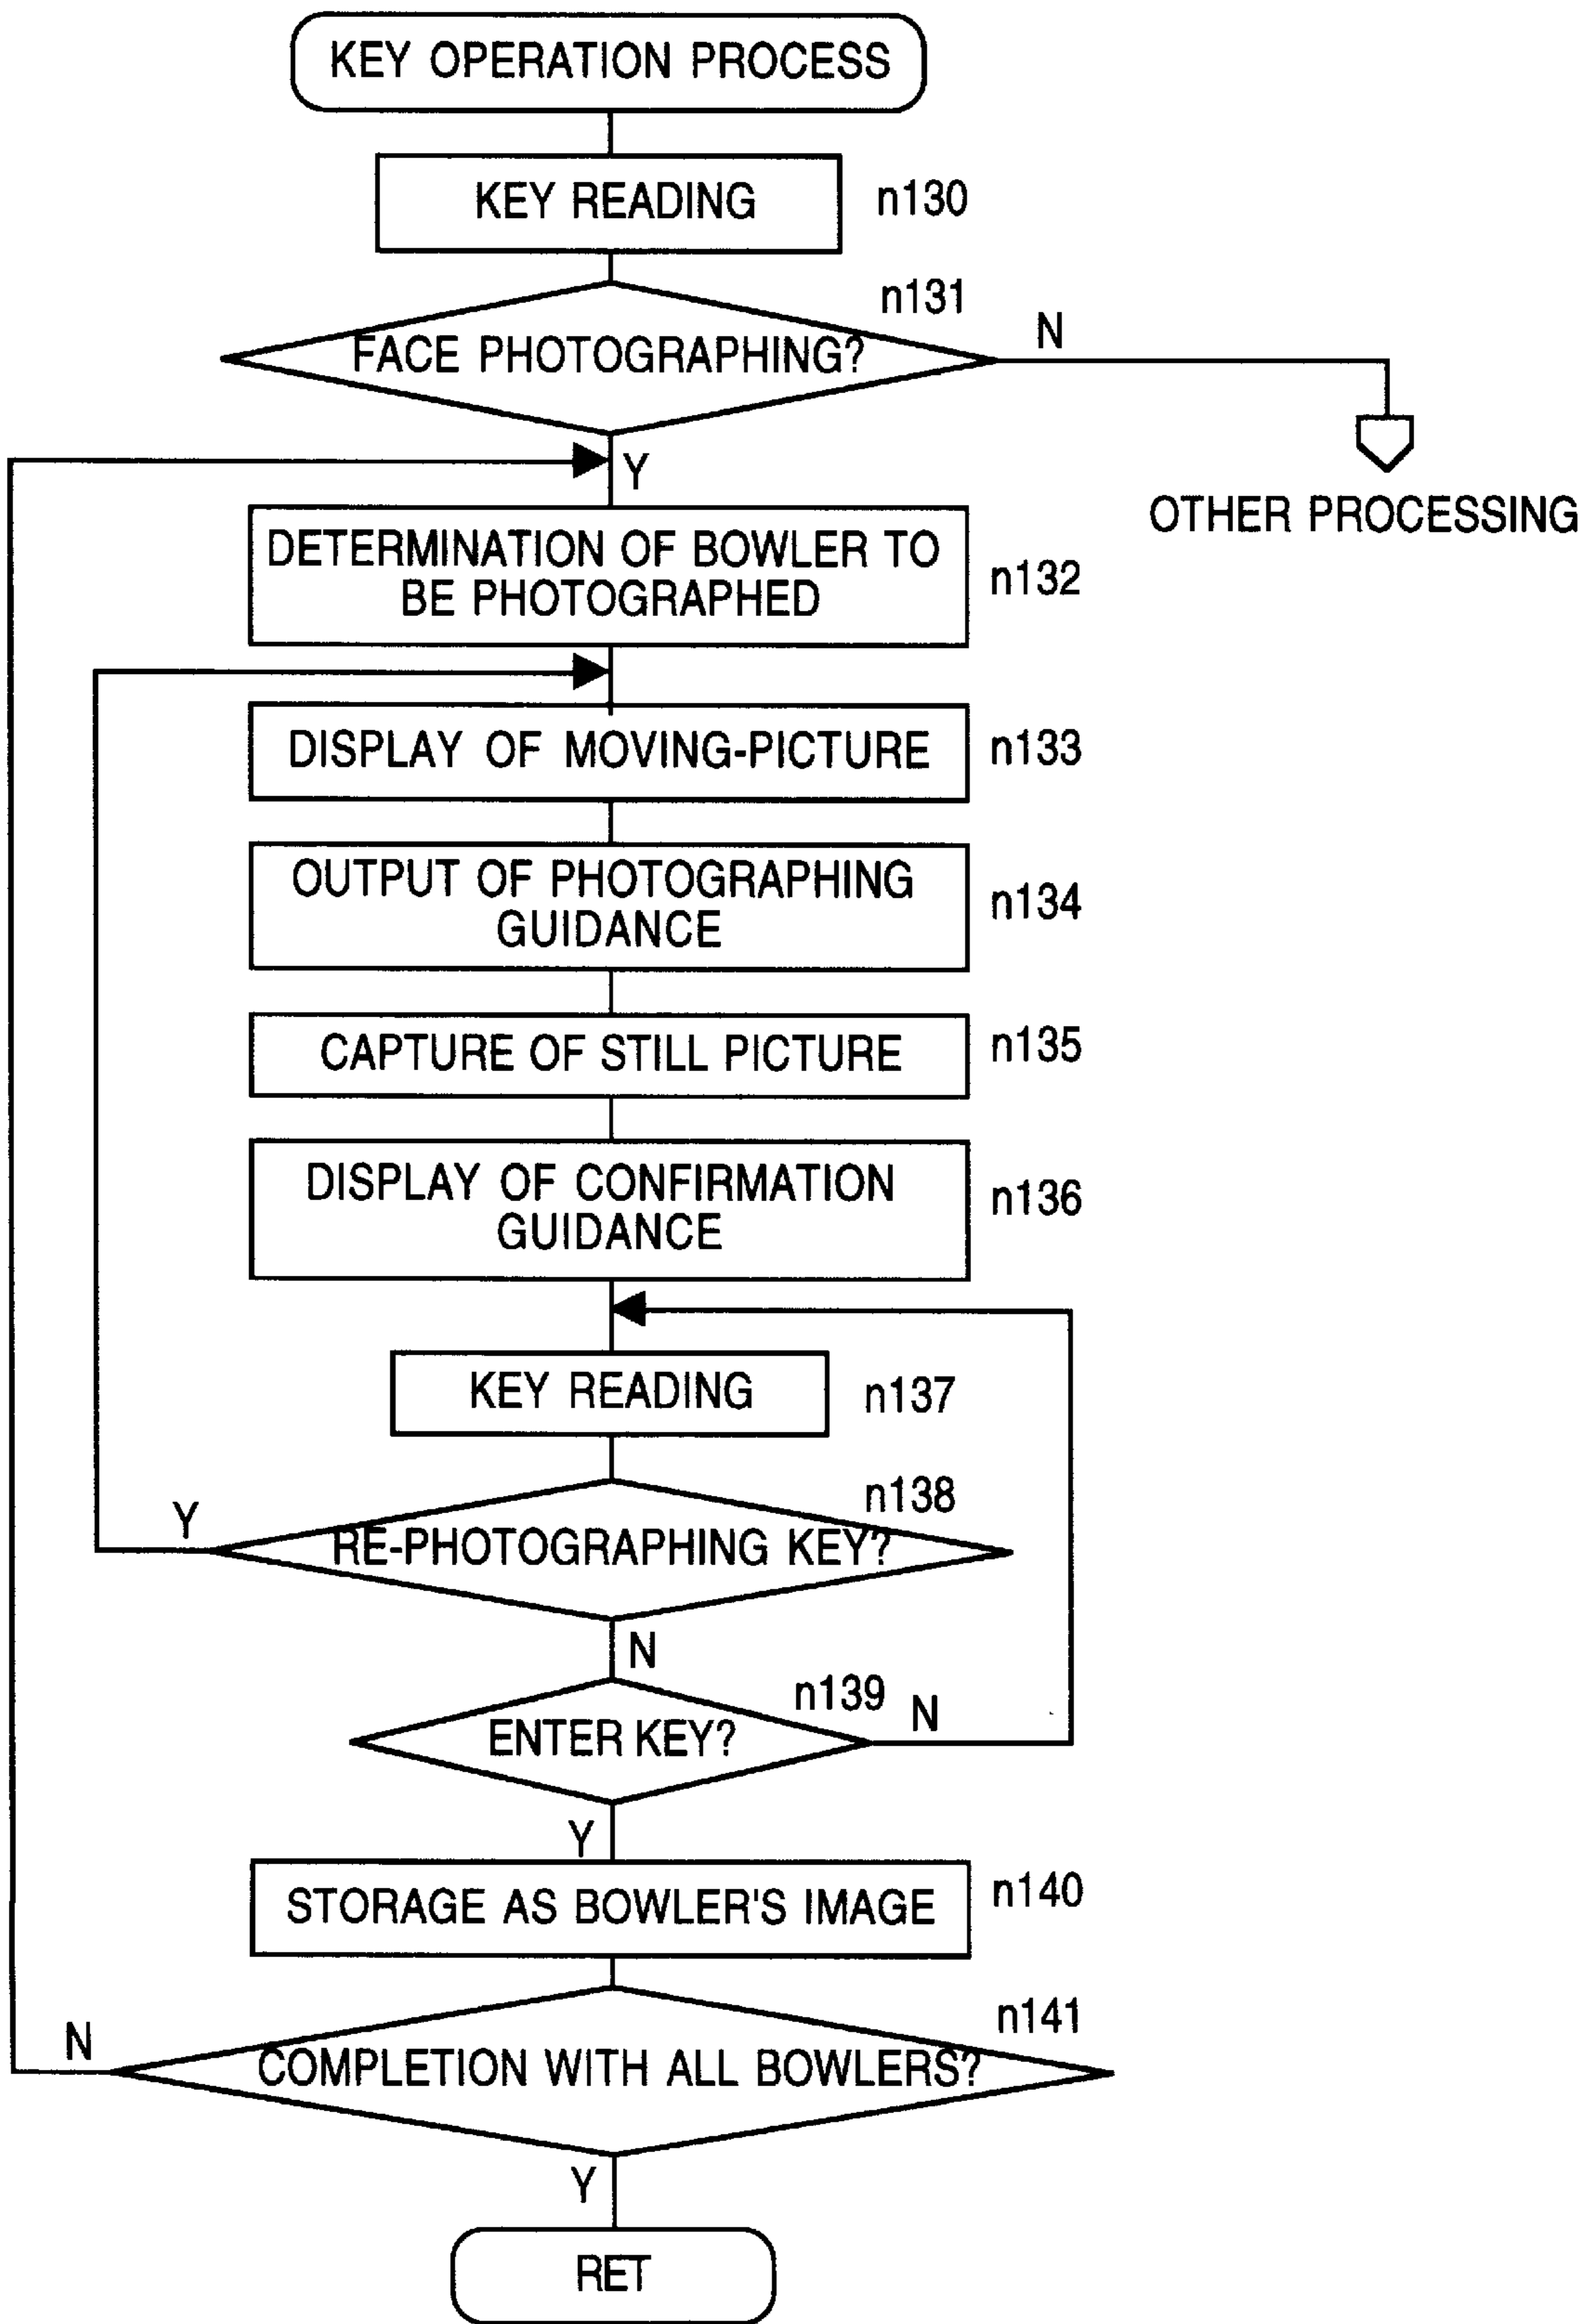 KEY OPERATION PROCESS
KEY READING
n130
n131
FACE PHOTOGRAPHING?
N
Y
OTHER PROCESSING
DETERMINATION OF BOWLER TO
BE PHOTOGRAPHED
n132
DISPLAY OF MOVING-PICTURE
n133
OUTPUT OF PHOTOGRAPHING
GUIDANCE
n134
CAPTURE OF STILL PICTURE
n135
DISPLAY OF CONFIRMATION
GUIDANCE
n136
KEY READING
n137
n138
Y
RE-PHOTOGRAPHING KEY?
N
n139
ENTER KEY?
N
Y
STORAGE AS BOWLER'S IMAGE
n140
n141
N
COMPLETION WITH ALL BOWLERS?
Y
RET